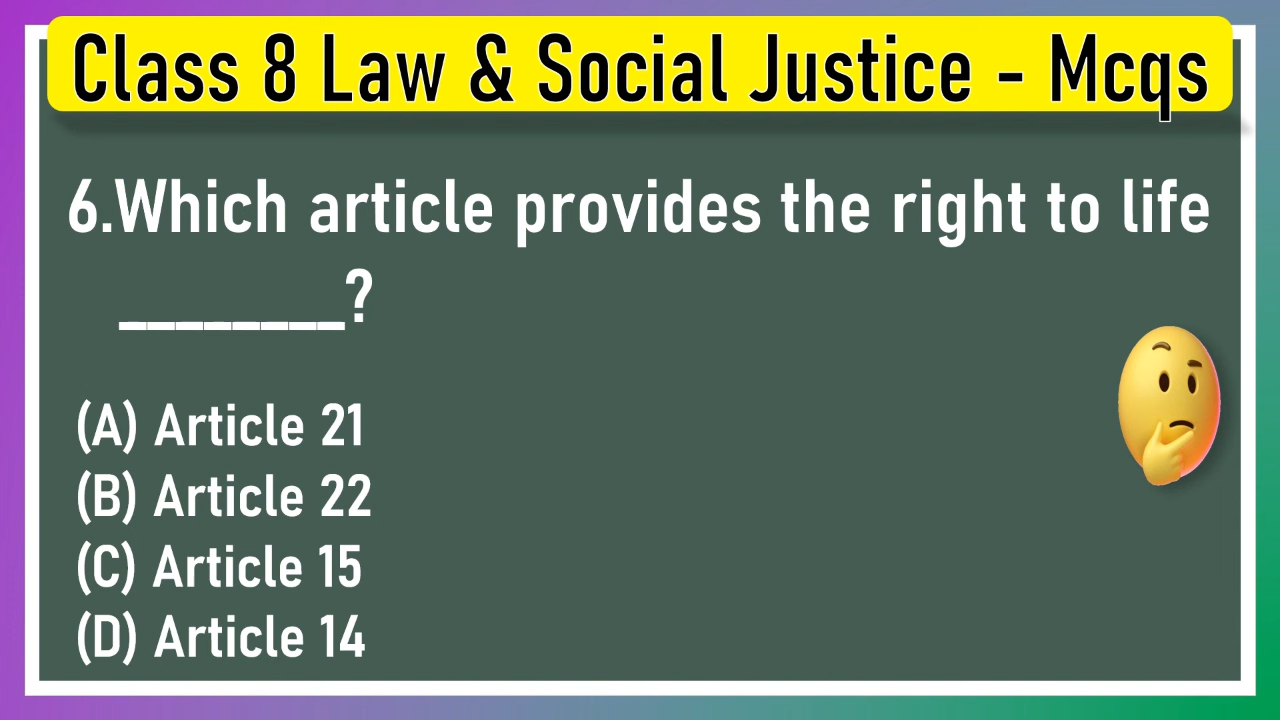 Class 8 Law & Social Justice - Mcqs
6.Which article provides the right to life
________?
(A) Article 21
(B) Article 22
(C) Article 15
(D) Article 14